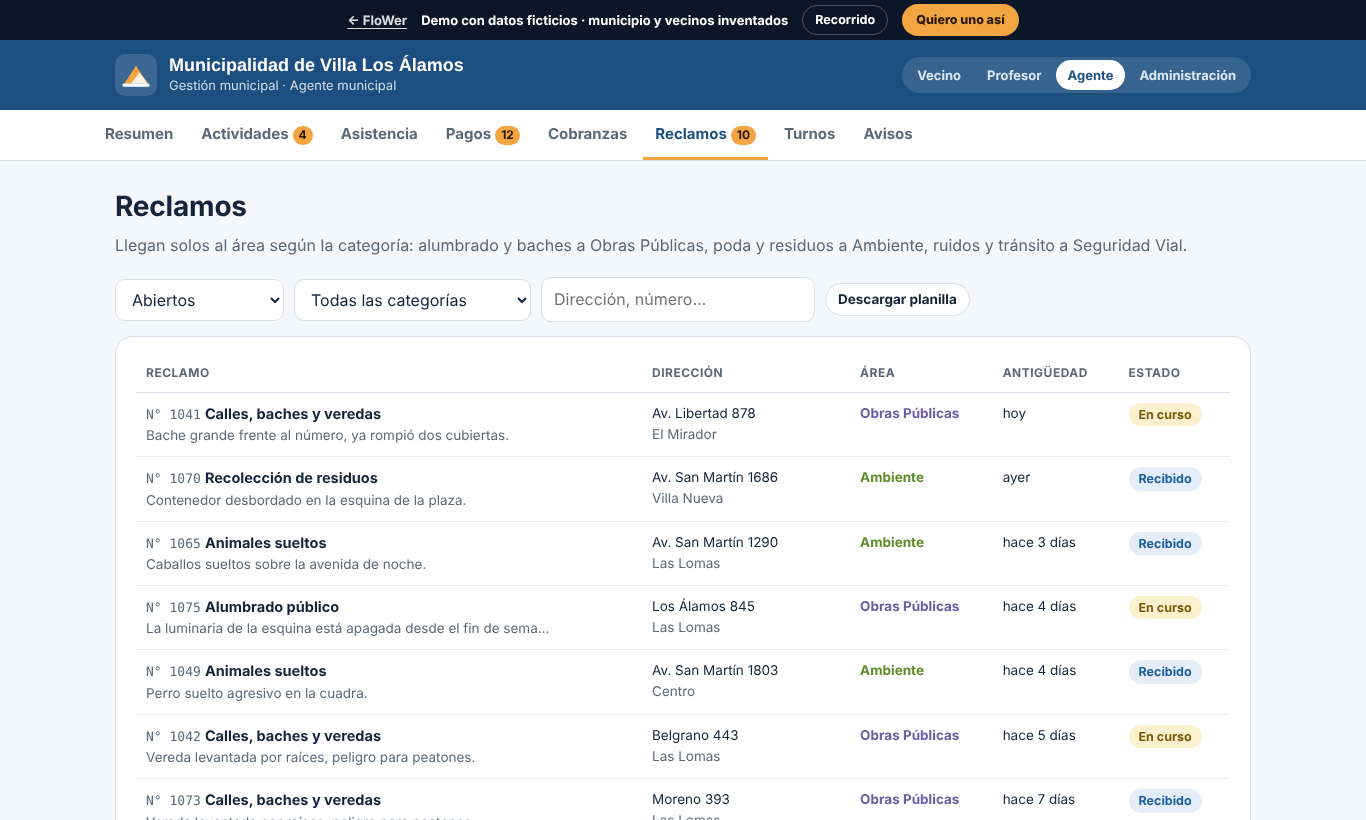 ← FloWer Demo con datos ficticios · municipio y vecinos inventados Recorrido Quiero uno así
Municipalidad de Villa Los Álamos
Gestión municipal · Agente municipal
Vecino Profesor Agente Administración
Resumen Actividades 4 Asistencia Pagos 12 Cobranzas Reclamos 10 Turnos Avisos
Reclamos
Llegan solos al área según la categoría: alumbrado y baches a Obras Públicas, poda y residuos a Ambiente, ruidos y tránsito a Seguridad Vial.
Abiertos Todas las categorías Dirección, número... Descargar planilla
RECLAMO DIRECCIÓN ÁREA ANTIGÜEDAD ESTADO
N° 1041 Calles, baches y veredas Av. Libertad 878 Obras Públicas hoy En curso
Bache grande frente al número, ya rompió dos cubiertas. El Mirador
N° 1070 Recolección de residuos Av. San Martín 1686 Ambiente ayer Recibido
Contenedor desbordado en la esquina de la plaza. Villa Nueva
N° 1065 Animales sueltos Av. San Martín 1290 Ambiente hace 3 días Recibido
Caballos sueltos sobre la avenida de noche. Las Lomas
N° 1075 Alumbrado público Los Álamos 845 Obras Públicas hace 4 días En curso
La luminaria de la esquina está apagada desde el fin de sema... Las Lomas
N° 1049 Animales sueltos Av. San Martín 1803 Ambiente hace 4 días Recibido
Perro suelto agresivo en la cuadra. Centro
N° 1042 Calles, baches y veredas Belgrano 443 Obras Públicas hace 5 días En curso
Vereda levantada por raíces, peligro para peatones. Las Lomas
N° 1073 Calles, baches y veredas Moreno 393 Obras Públicas hace 7 días Recibido